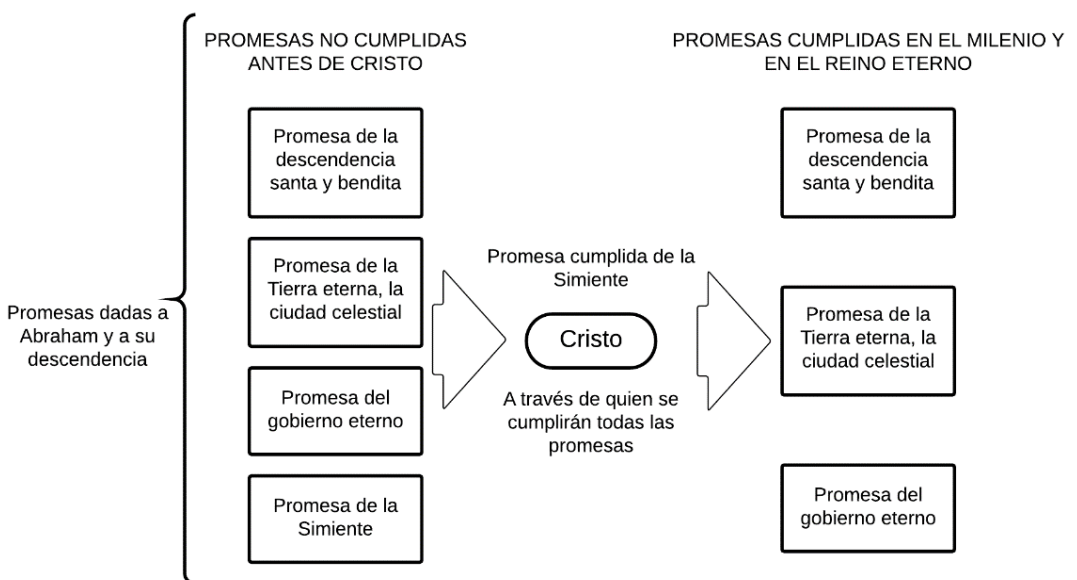 Promesas dadas a
Abraham y a su
descendencia
PROMESAS NO CUMPLIDAS
ANTES DE CRISTO
Promesa de la
descendencia
santa y bendita
Promesa de la
Tierra eterna, la
ciudad celestial
Promesa del
gobierno eterno
Promesa de la
Simiente
Promesa cumplida de la
Simiente
Cristo
A través de quien se
cumplirán todas las
promesas
PROMESAS CUMPLIDAS EN EL MILENIO Y
EN EL REINO ETERNO
Promesa de la
descendencia
santa y bendita
Promesa de la
Tierra eterna, la
ciudad celestial
Promesa del
gobierno eterno